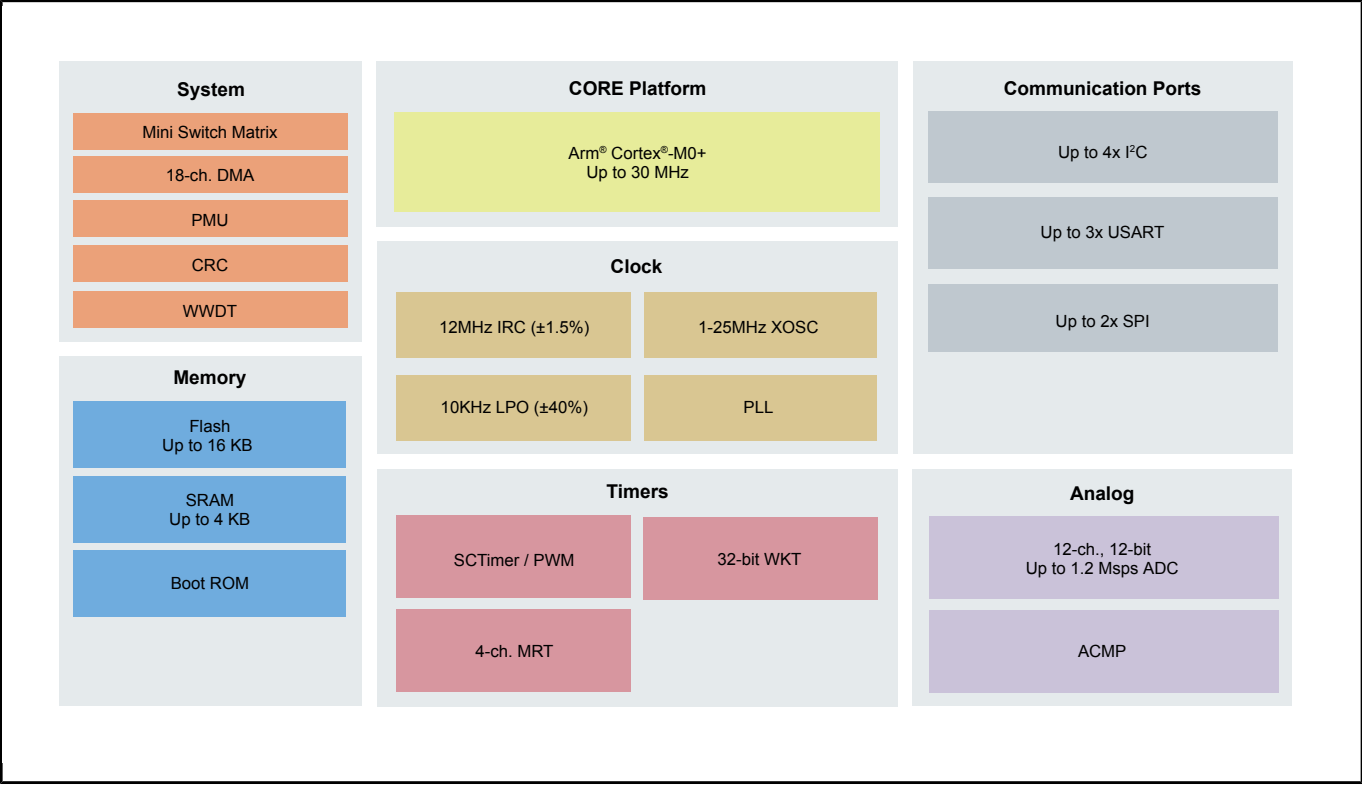 System
Mini Switch Matrix
18-ch. DMA
PMU
CRC
WWDT
Memory
Flash
Up to 16 KB
SRAM
Up to 4 KB
Boot ROM
CORE Platform
Arm® Cortex®-M0+
Up to 30 MHz
Clock
12MHz IRC (±1.5%)
1-25MHz XOSC
10KHz LPO (±40%)
PLL
Timers
SCTimer / PWM
32-bit WKT
4-ch. MRT
Communication Ports
Up to 4x I²C
Up to 3x USART
Up to 2x SPI
Analog
12-ch., 12-bit
Up to 1.2 Msps ADC
ACMP